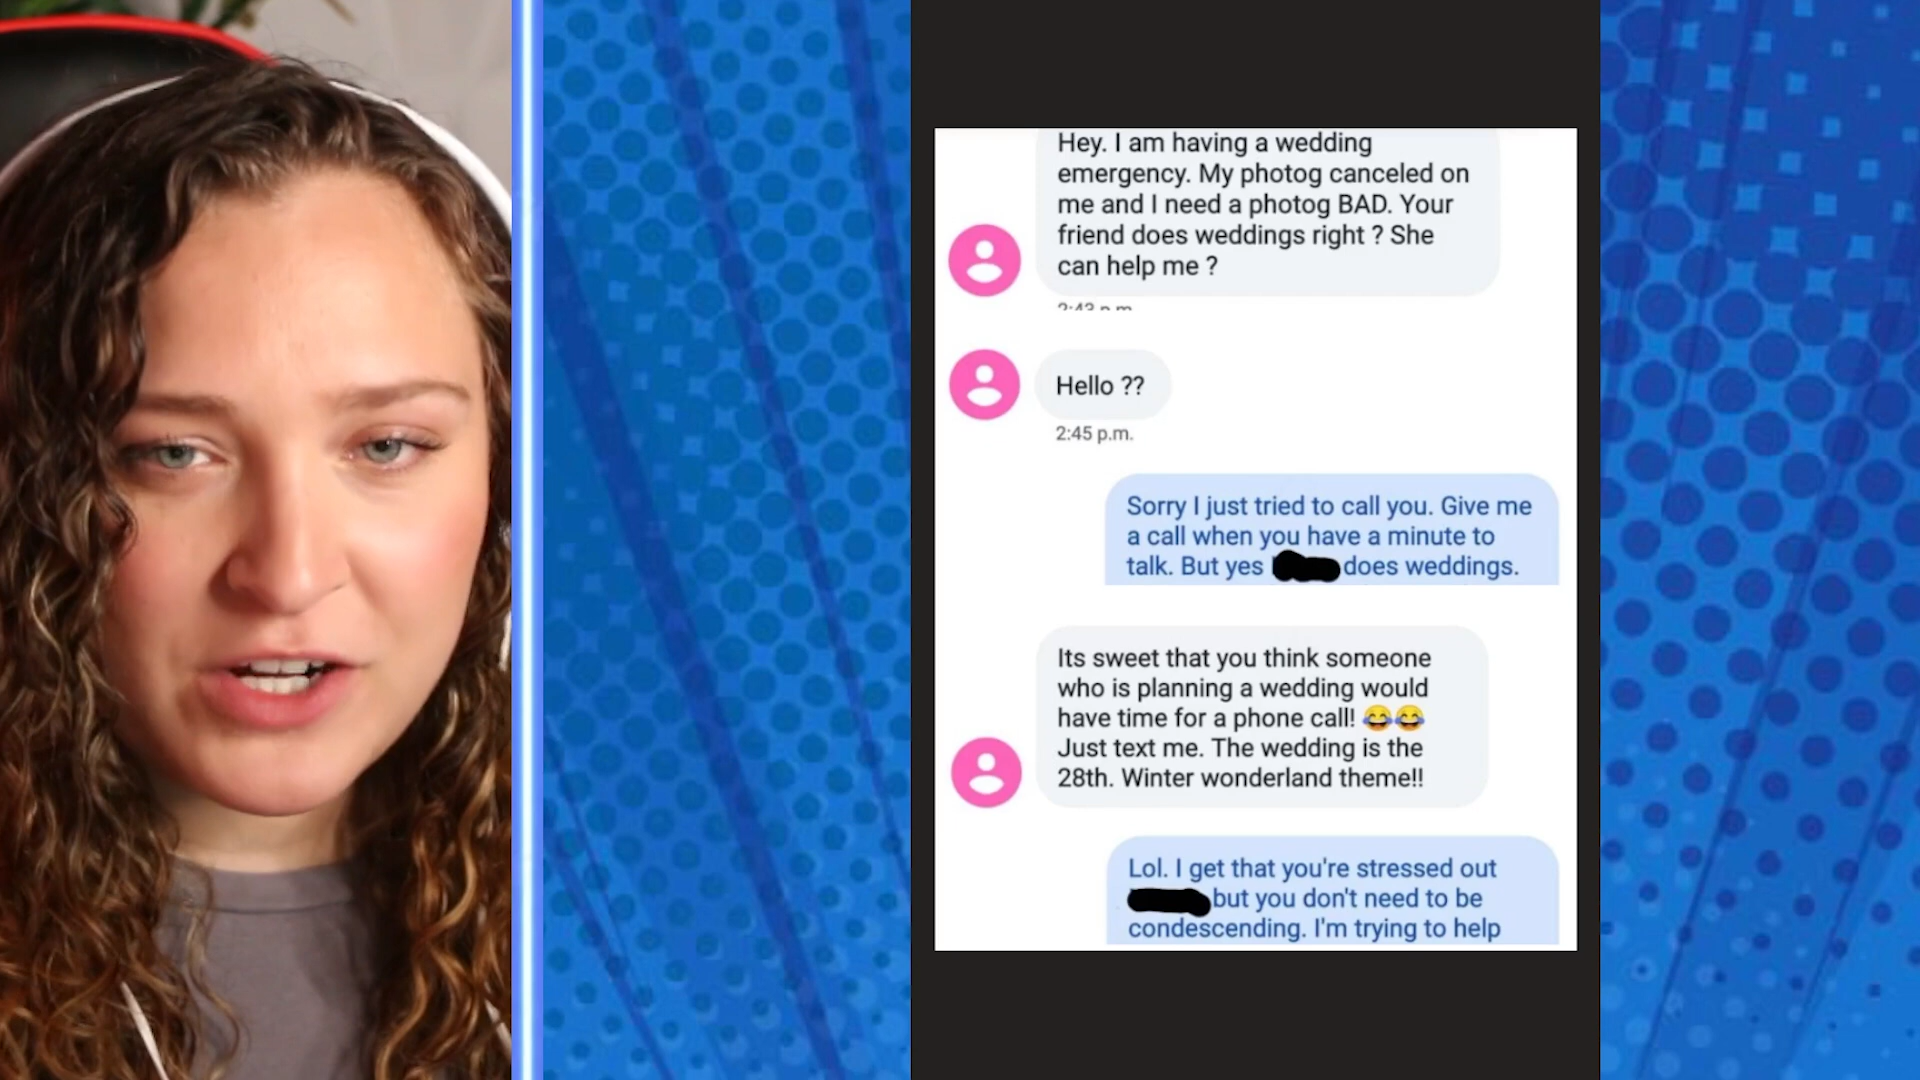 Hey. I am having a wedding
emergency. My photog canceled on
me and I need a photog BAD. Your
friend does weddings right ? She
can help me ?
2:43 p.m.
Hello ??
2:45 p.m.
Sorry I just tried to call you. Give me
a call when you have a minute to
talk. But yes does weddings.
Its sweet that you think someone
who is planning a wedding would
have time for a phone call! 😂😂
Just text me. The wedding is the
28th. Winter wonderland theme!!
Lol. I get that you're stressed out
but you don't need to be
condescending. I'm trying to help